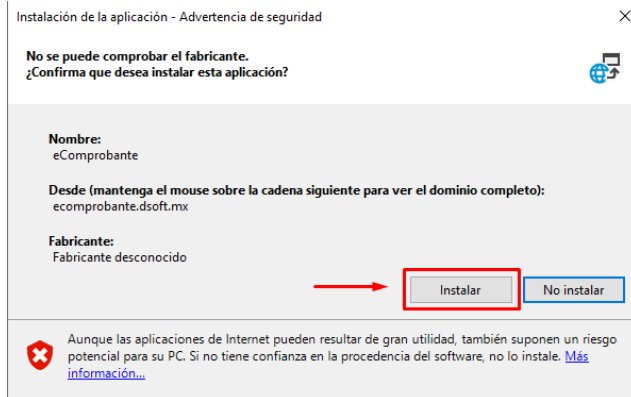 Instalación de la aplicación - Advertencia de seguridad
No se puede comprobar el fabricante.
¿Confirma que desea instalar esta aplicación?
Nombre:
eComprobante
Desde (mantenga el mouse sobre la cadena siguiente para ver el dominio completo):
ecomprobante.dsoft.mx
Fabricante:
Fabricante desconocido
Instalar
No instalar
Aunque las aplicaciones de Internet pueden resultar de gran utilidad, también suponen un riesgo
potencial para su PC. Si no tiene confianza en la procedencia del software, no lo instale. Más
información...